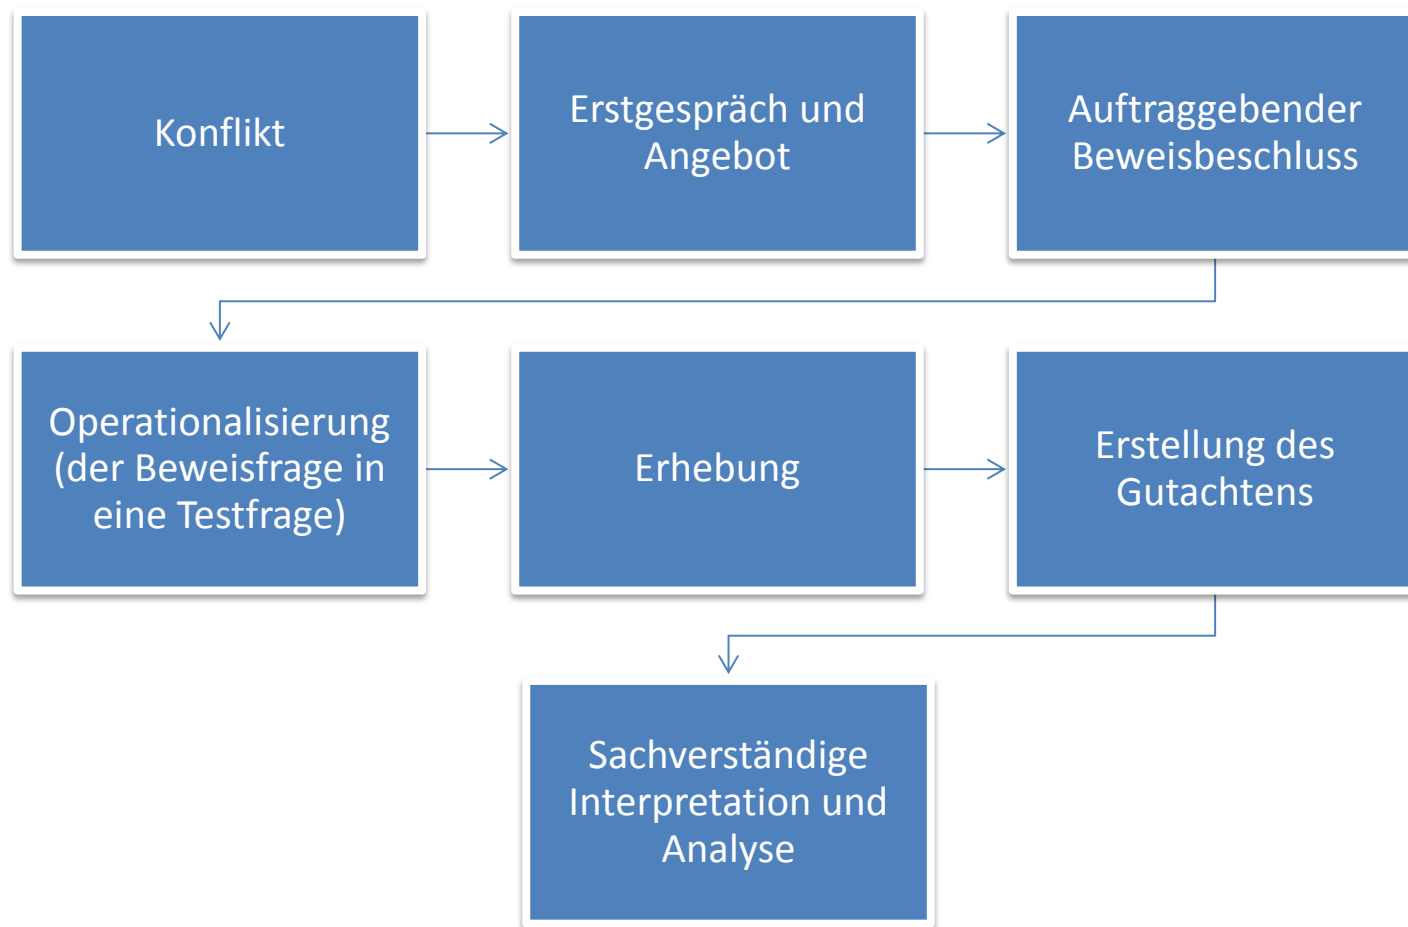 Konflikt
Erstgespräch und
Angebot
Auftraggebender
Beweisbeschluss
Operationalisierung
(der Beweisfrage in
eine Testfrage)
Erhebung
Erstellung des
Gutachtens
Sachverständige
Interpretation und
Analyse